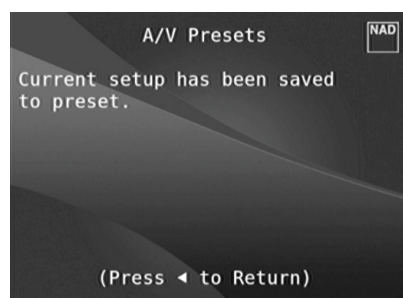 A/V Presets
NAD
Current setup has been saved
to preset.
(Press ◄ to Return)